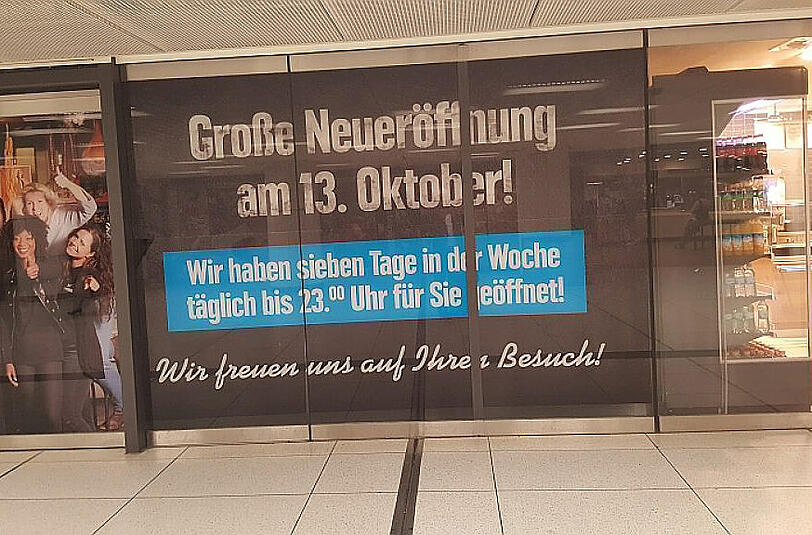 Große Neueröffnung
am 13. Oktober!
Wir haben sieben Tage in der Woche
täglich bis 23.⁰⁰ Uhr für Sie geöffnet!
Wir freuen uns auf Ihren Besuch!